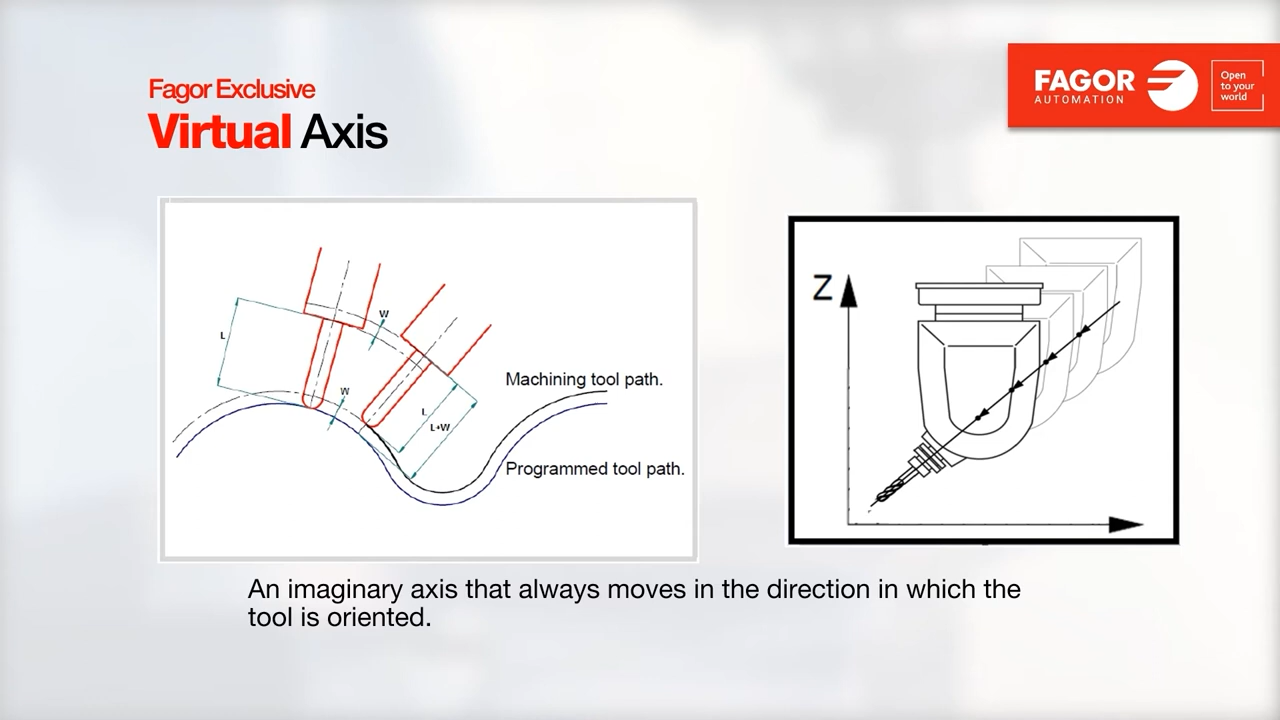 Fagor Exclusive
Virtual Axis
FAGOR
AUTOMATION
Open
to your
world
L
W
W
L
L+W
Machining tool path.
Programmed tool path.
Z
An imaginary axis that always moves in the direction in which the
tool is oriented.